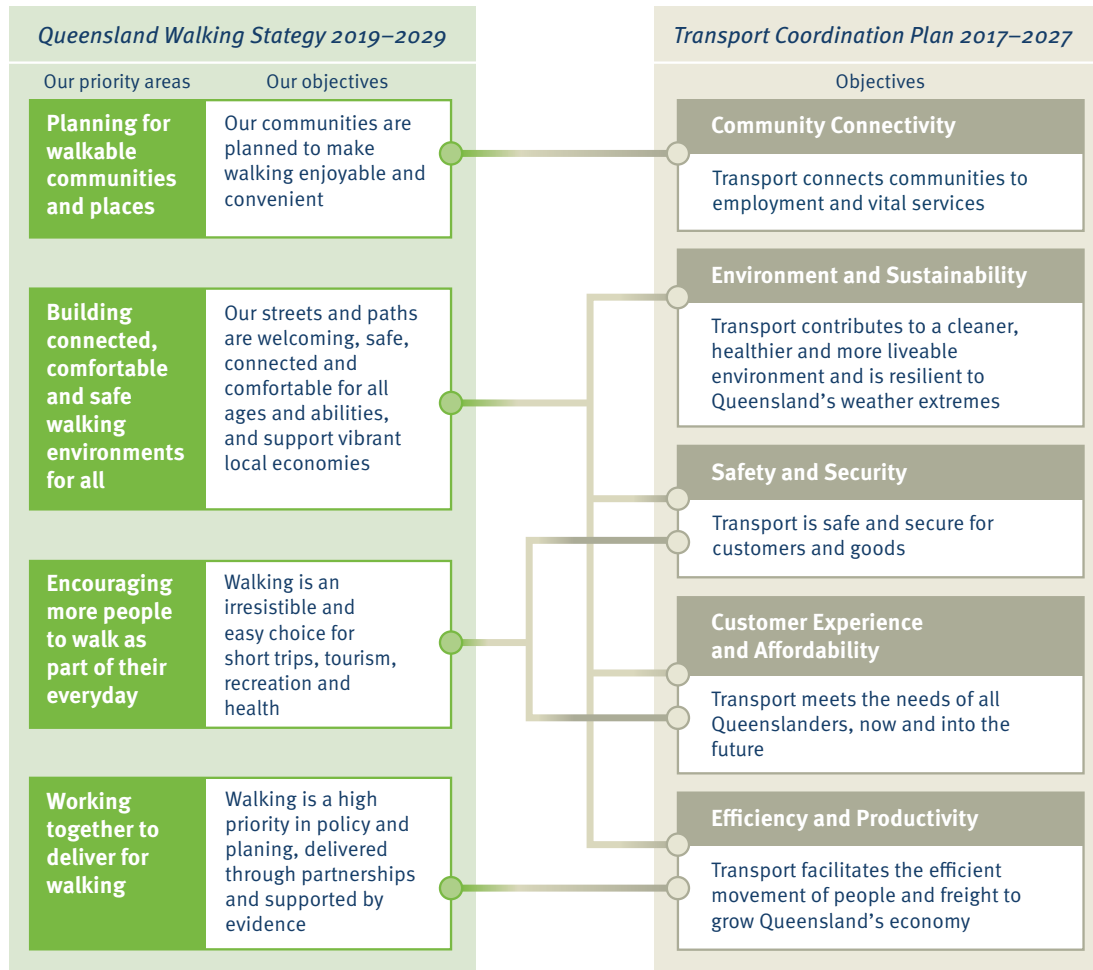 Queensland Walking Stategy 2019–2029
Our priority areas
Our objectives
Planning for
walkable
communities
and places
Our communities are
planned to make
walking enjoyable and
convenient
Building
connected,
comfortable
and safe
walking
environments
for all
Our streets and paths
are welcoming, safe,
connected and
comfortable for all
ages and abilities,
and support vibrant
local economies
Encouraging
more people
to walk as
part of their
everyday
Walking is an
irresistible and
easy choice for
short trips, tourism,
recreation and
health
Working
together to
deliver for
walking
Walking is a high
priority in policy and
planing, delivered
through partnerships
and supported by
evidence
Transport Coordination Plan 2017–2027
Objectives
Community Connectivity
Transport connects communities to
employment and vital services
Environment and Sustainability
Transport contributes to a cleaner,
healthier and more liveable
environment and is resilient to
Queensland’s weather extremes
Safety and Security
Transport is safe and secure for
customers and goods
Customer Experience
and Affordability
Transport meets the needs of all
Queenslanders, now and into the
future
Efficiency and Productivity
Transport facilitates the efficient
movement of people and freight to
grow Queensland’s economy